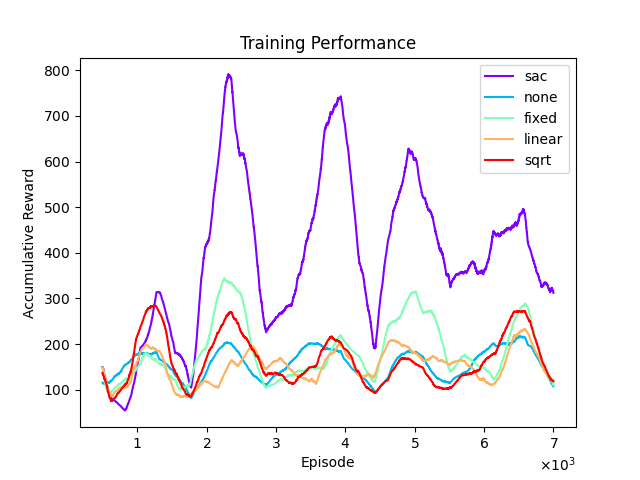 Training Performance
800
700
600
500
400
300
200
100
Accumulative Reward
sac
none
fixed
linear
sqrt
1 2 3 4 5 6 7
Episode
×10³